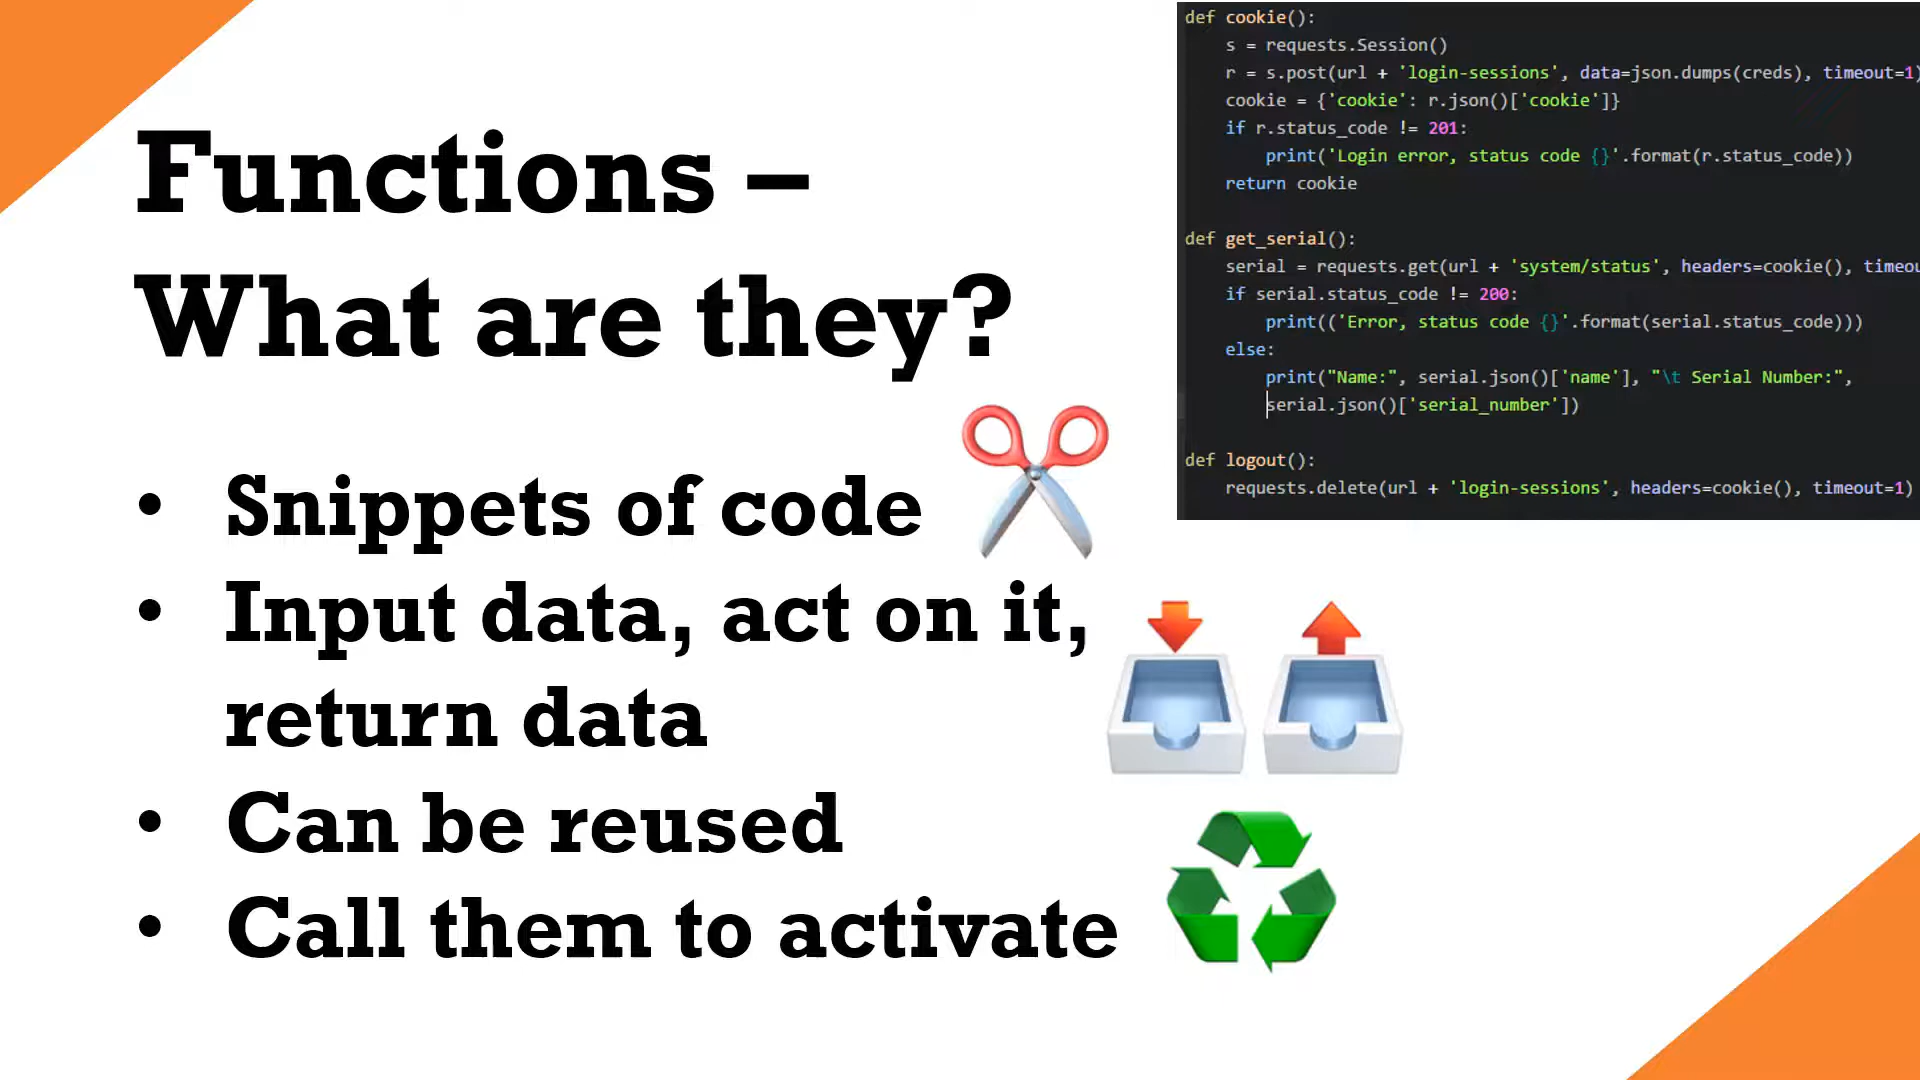 Functions –
What are they?
• Snippets of code
• Input data, act on it,
return data
• Can be reused
• Call them to activate
def cookie():
    s = requests.Session()
    r = s.post(url + 'login-sessions', data=json.dumps(creds), timeout=1)
    cookie = {'cookie': r.json()['cookie']}
    if r.status_code != 201:
        print('Login error, status code {}'.format(r.status_code))
    return cookie
def get_serial():
    serial = requests.get(url + 'system/status', headers=cookie(), timeou
    if serial.status_code != 200:
        print(('Error, status code {}'.format(serial.status_code)))
    else:
        print("Name:", serial.json()['name'], "\t Serial Number:",
        serial.json()['serial_number'])
def logout():
    requests.delete(url + 'login-sessions', headers=cookie(), timeout=1)